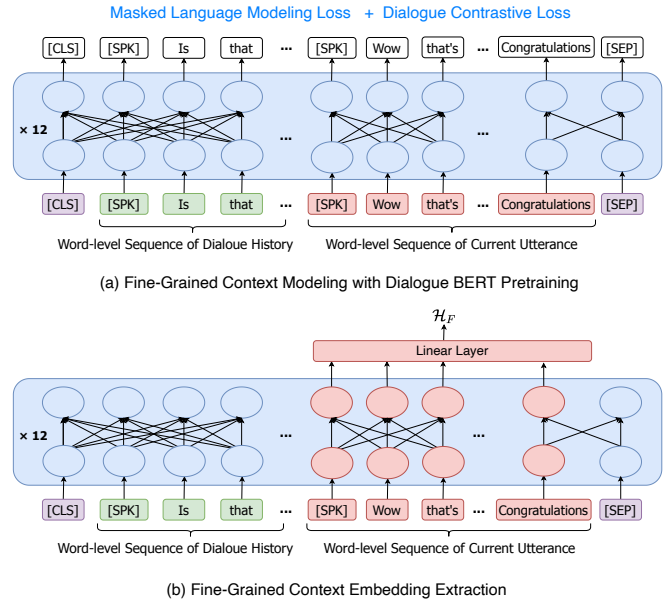 Masked Language Modeling Loss + Dialogue Contrastive Loss
[CLS] [SPK] Is that ... [SPK] Wow that's ... Congratulations [SEP]
× 12 ... ...
[CLS] [SPK] Is that ... [SPK] Wow that's ... Congratulations [SEP]
Word-level Sequence of Dialoue History Word-level Sequence of Current Utterance
(a) Fine-Grained Context Modeling with Dialogue BERT Pretraining
H_F
Linear Layer
× 12 ... ...
[CLS] [SPK] Is that ... [SPK] Wow that's ... Congratulations [SEP]
Word-level Sequence of Dialoue History Word-level Sequence of Current Utterance
(b) Fine-Grained Context Embedding Extraction